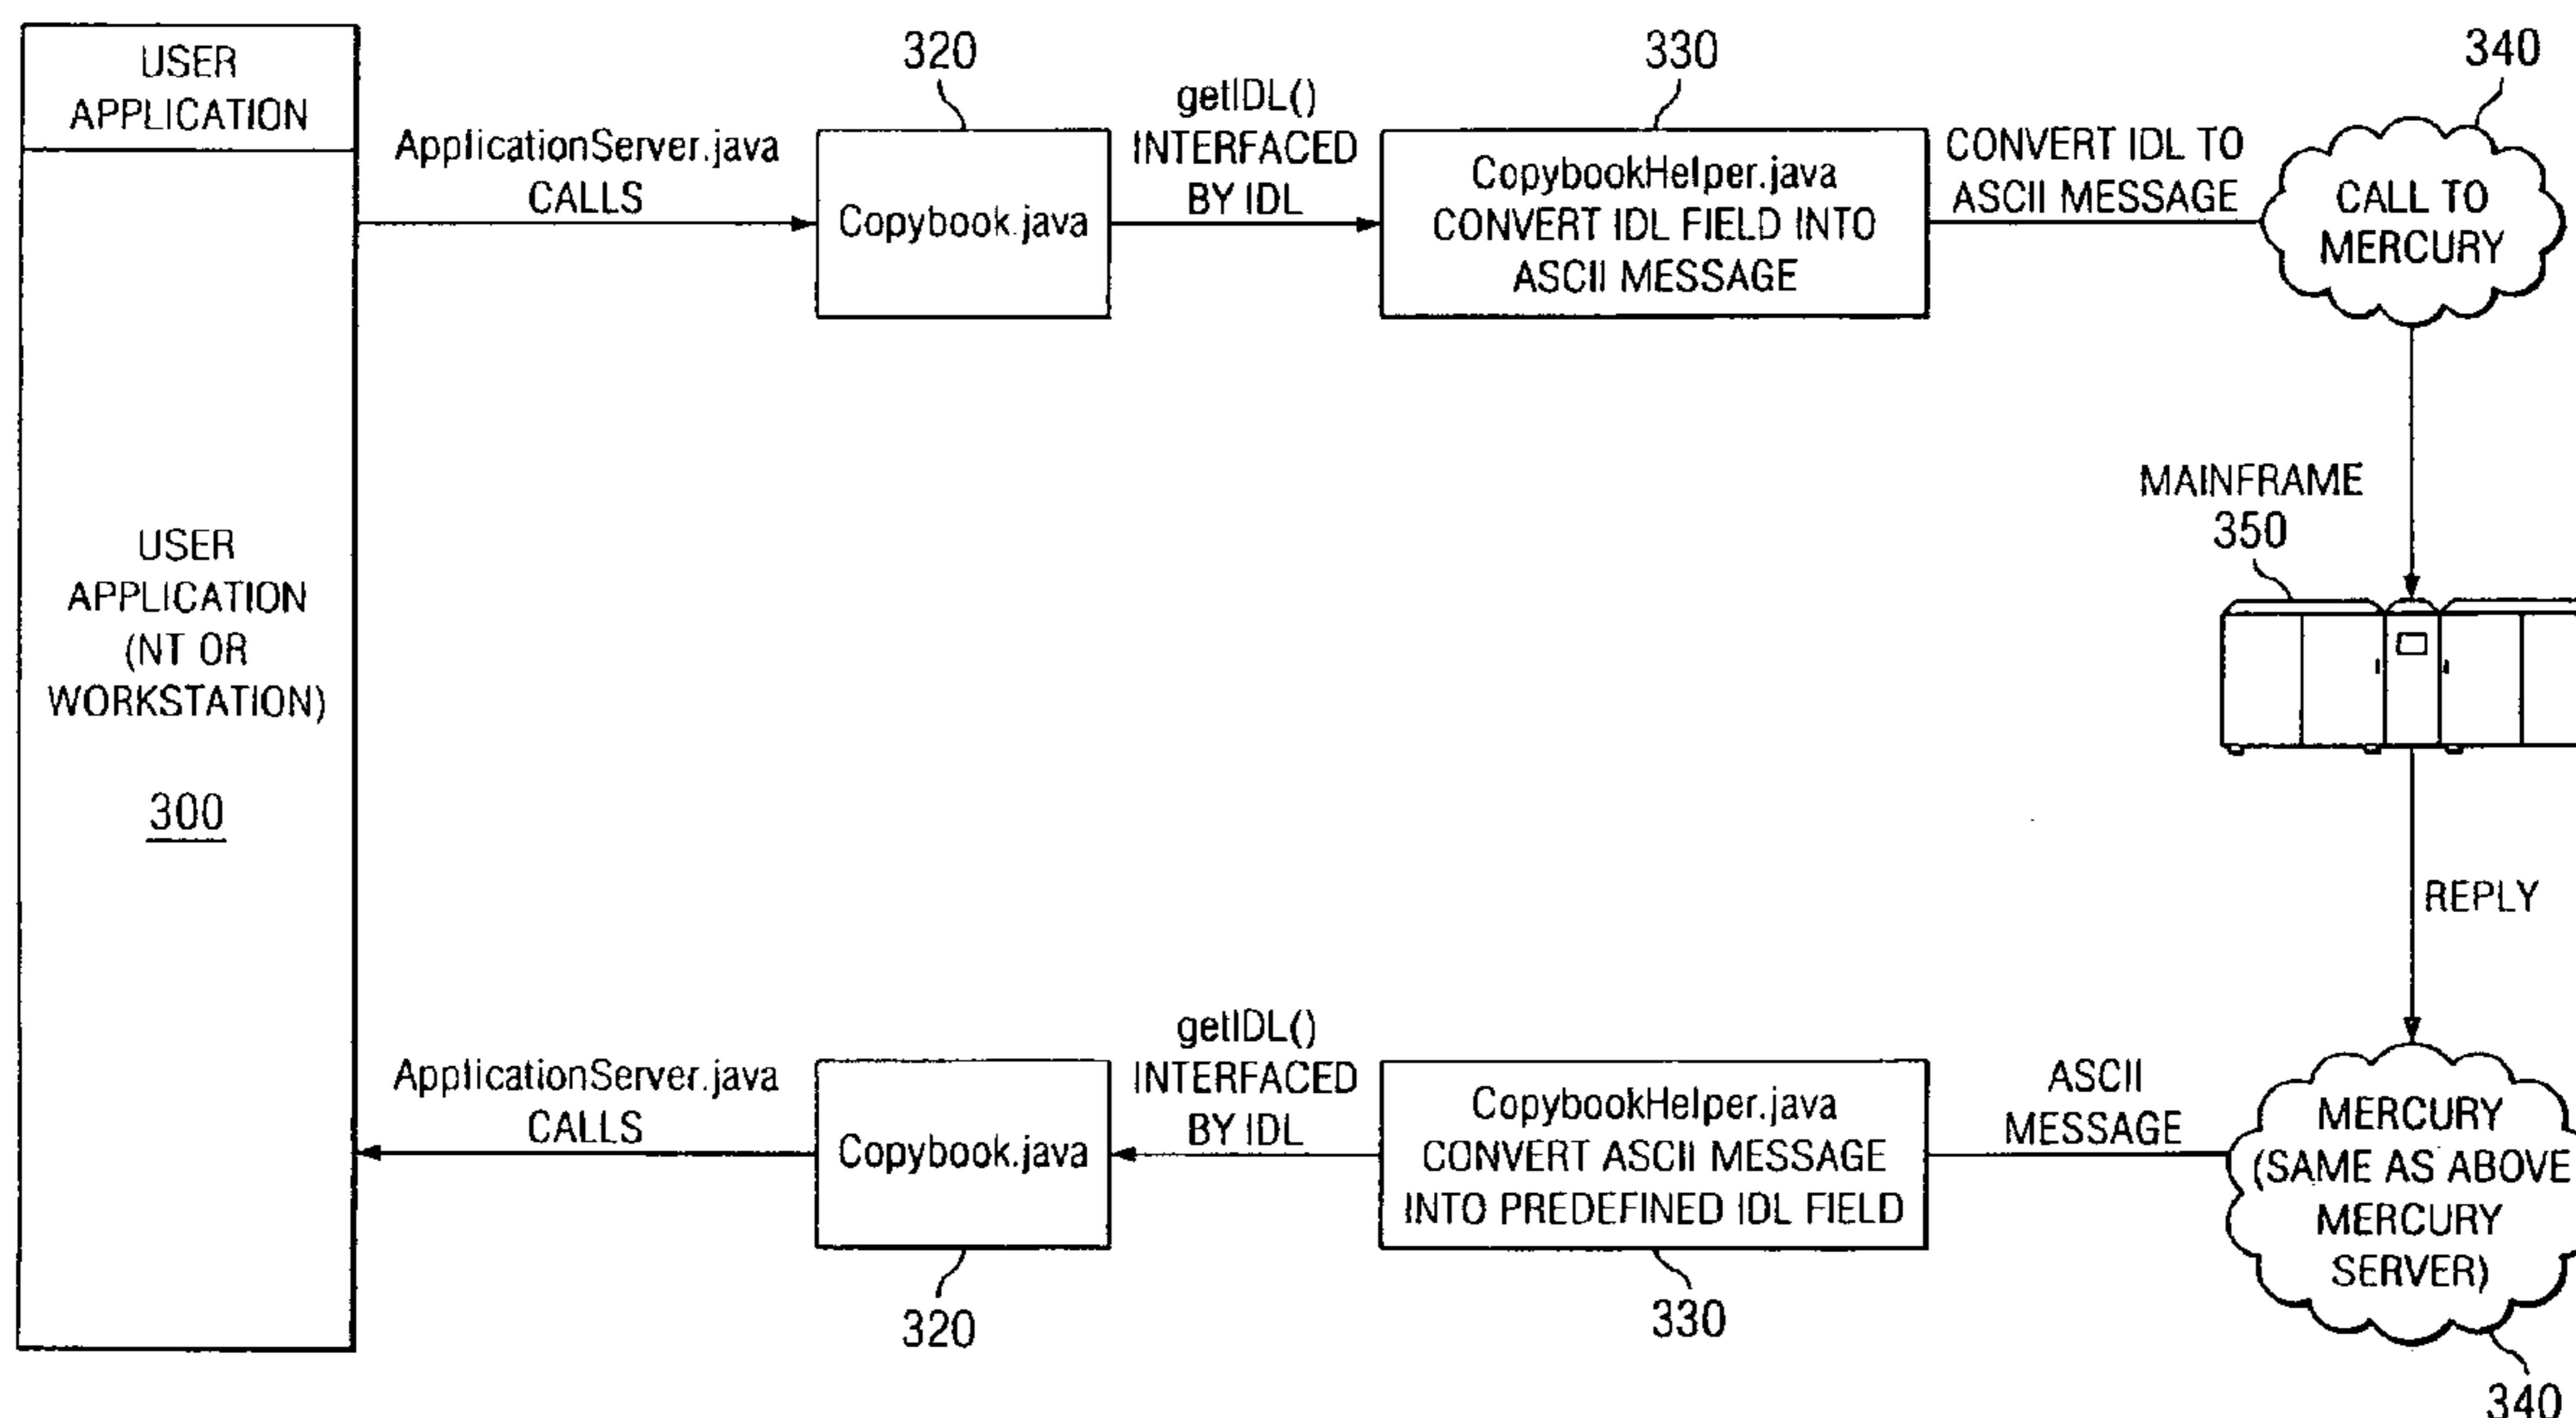 USER
APPLICATION
USER
APPLICATION
(NT OR
WORKSTATION)
300
ApplicationServer.java
CALLS
320
Copybook.java
getIDL()
INTERFACED
BY IDL
330
CopybookHelper.java
CONVERT IDL FIELD INTO
ASCII MESSAGE
CONVERT IDL TO
ASCII MESSAGE
340
CALL TO
MERCURY
MAINFRAME
350
REPLY
ApplicationServer.java
CALLS
Copybook.java
320
getIDL()
INTERFACED
BY IDL
CopybookHelper.java
CONVERT ASCII MESSAGE
INTO PREDEFINED IDL FIELD
330
ASCII
MESSAGE
MERCURY
(SAME AS ABOVE
MERCURY
SERVER)
340